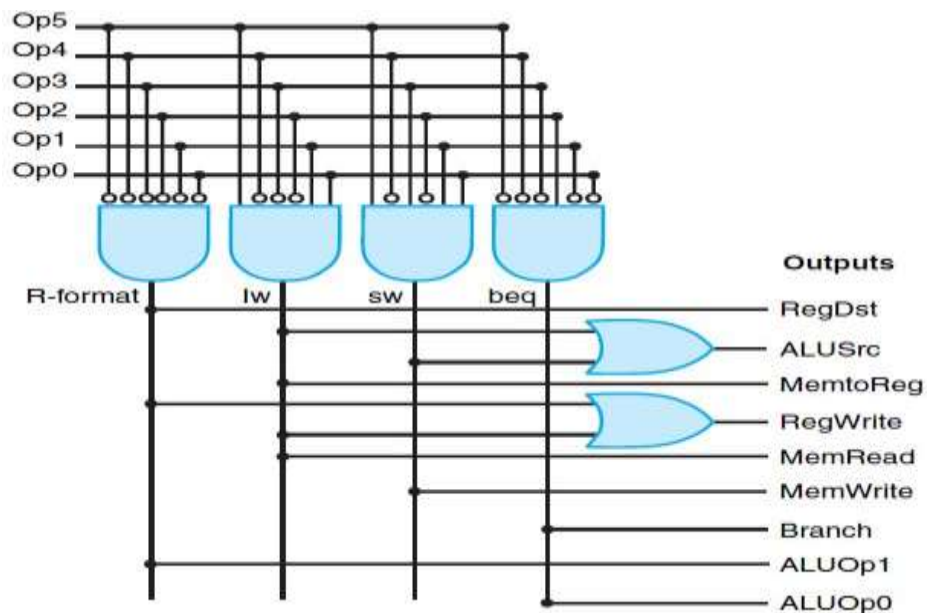 Op5
Op4
Op3
Op2
Op1
Op0
Outputs
R-format lw sw beq
RegDst
ALUSrc
MemtoReg
RegWrite
MemRead
MemWrite
Branch
ALUOp1
ALUOp0